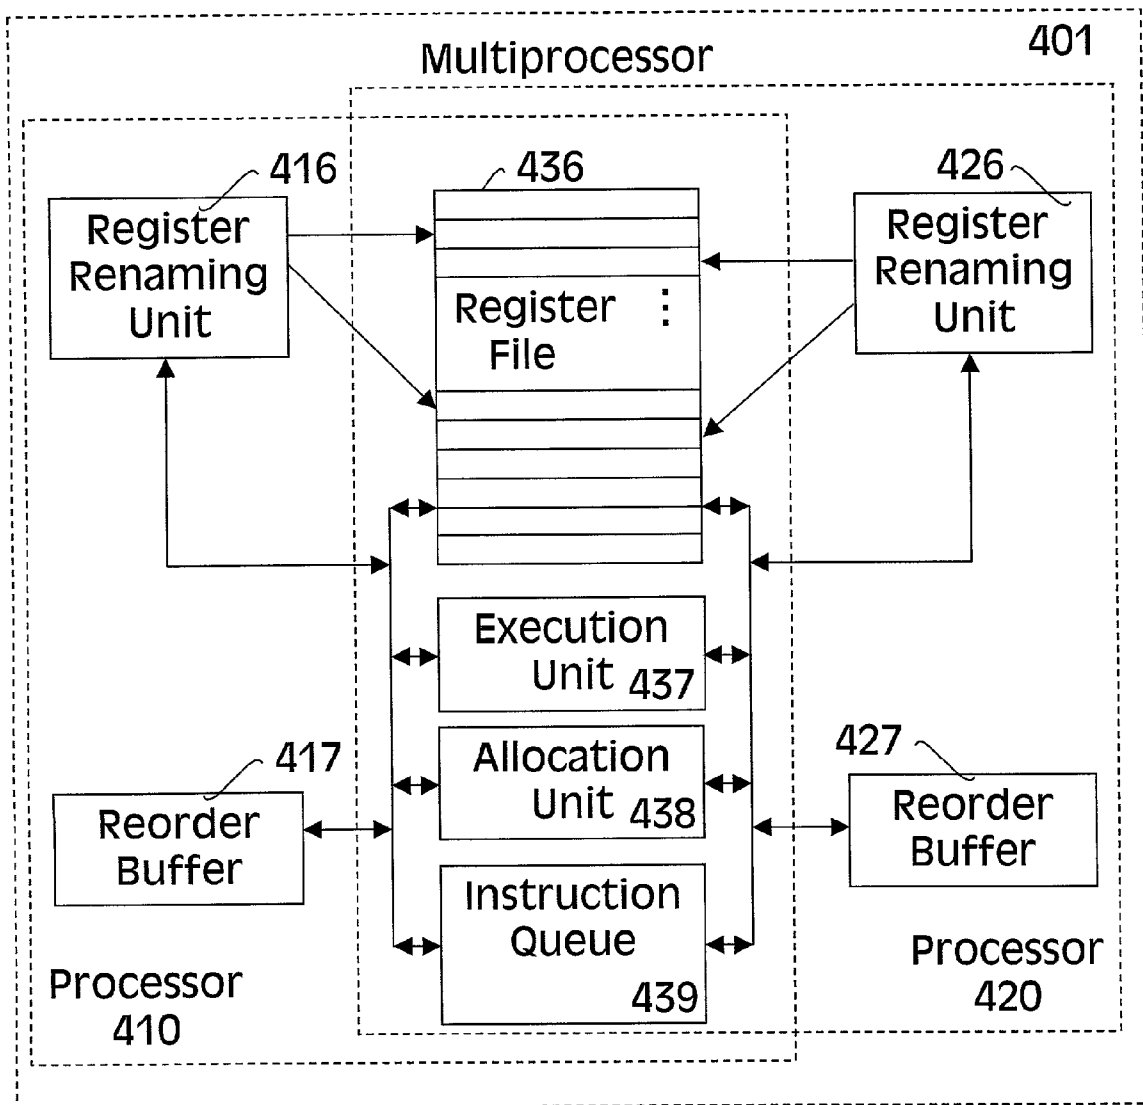 401
Multiprocessor
416
436
426
Register
Renaming
Unit
Register
File
Register
Renaming
Unit
Execution
Unit 437
417
Allocation
Unit 438
427
Reorder
Buffer
Reorder
Buffer
Instruction
Queue
439
Processor
410
Processor
420